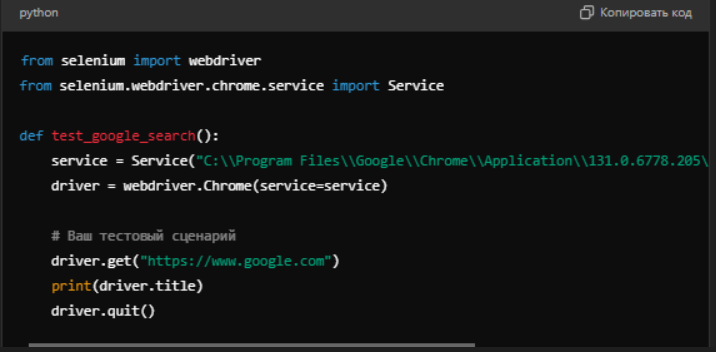 python
Копировать код
from selenium import webdriver
from selenium.webdriver.chrome.service import Service
def test_google_search():
service = Service("C:\\Program Files\\Google\\Chrome\\Application\\131.0.6778.205\
driver = webdriver.Chrome(service=service)
# Ваш тестовый сценарий
driver.get("https://www.google.com")
print(driver.title)
driver.quit()